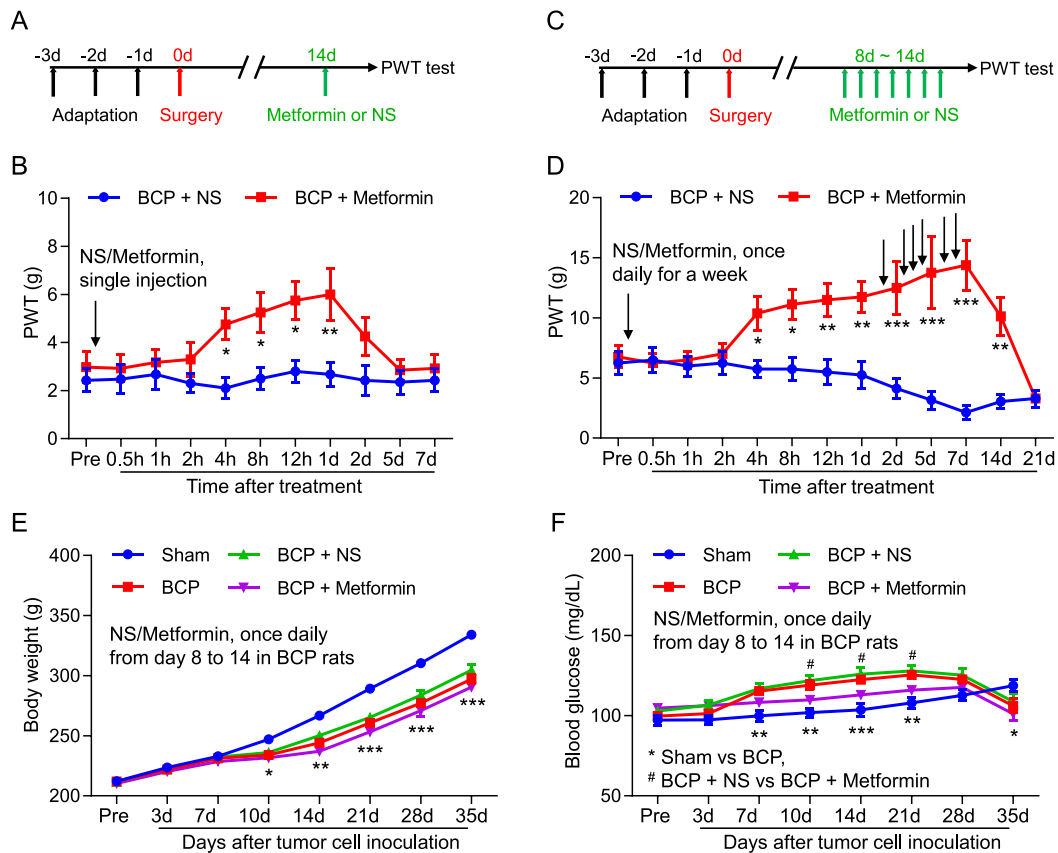 A
-3d -2d -1d 0d 14d
PWT test
Adaptation Surgery Metformin or NS
C
-3d -2d -1d 0d 8d ~ 14d
PWT test
Adaptation Surgery Metformin or NS
B
BCP + NS BCP + Metformin
NS/Metformin,
single injection
PWT (g)
10
8
6
4
2
0
* * * **
Pre 0.5h 1h 2h 4h 8h 12h 1d 2d 5d 7d
Time after treatment
D
BCP + NS BCP + Metformin
NS/Metformin, once
daily for a week
PWT (g)
20
15
10
5
0
* * ** ** *** *** *** **
Pre 0.5h 1h 2h 4h 8h 12h 1d 2d 5d 7d 14d 21d
Time after treatment
E
Sham BCP + NS
BCP BCP + Metformin
NS/Metformin, once daily
from day 8 to 14 in BCP rats
Body weight (g)
400
350
300
250
200
* ** *** *** ***
Pre 3d 7d 10d 14d 21d 28d 35d
Days after tumor cell inoculation
F
Sham BCP + NS
BCP BCP + Metformin
NS/Metformin, once daily
from day 8 to 14 in BCP rats
Blood glucose (mg/dL)
200
150
100
50
# # #
** ** *** ** *
* Sham vs BCP,
# BCP + NS vs BCP + Metformin
Pre 3d 7d 10d 14d 21d 28d 35d
Days after tumor cell inoculation